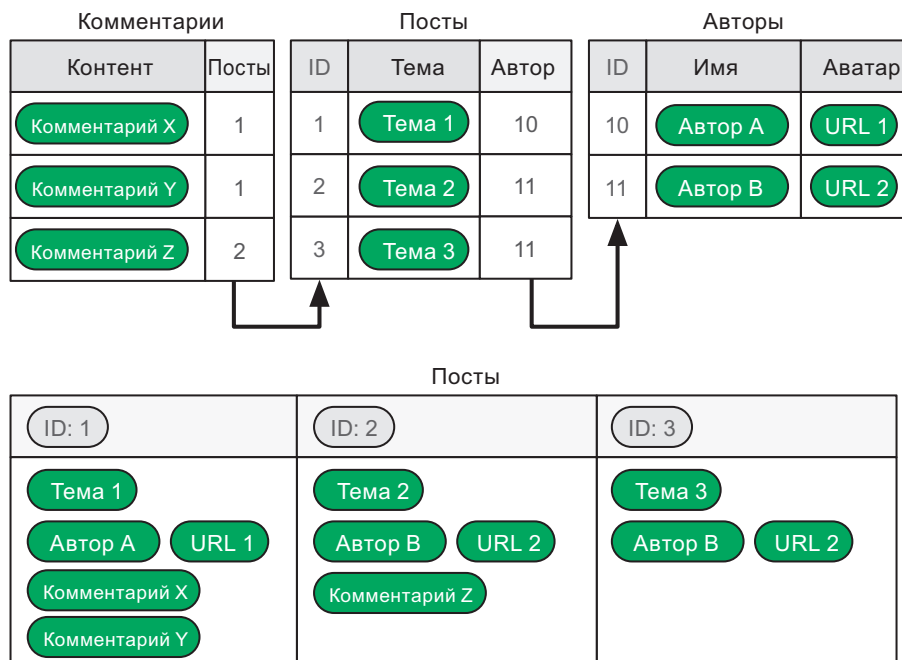 Комментарии Посты Авторы
Контент Посты ID Тема Автор ID Имя Аватар
Комментарий X 1 1 Тема 1 10 10 Автор A URL 1
Комментарий Y 1 2 Тема 2 11 11 Автор B URL 2
Комментарий Z 2 3 Тема 3 11
Посты
ID: 1 ID: 2 ID: 3
Тема 1 Тема 2 Тема 3
Автор A URL 1 Автор B URL 2 Автор B URL 2
Комментарий X Комментарий Z
Комментарий Y